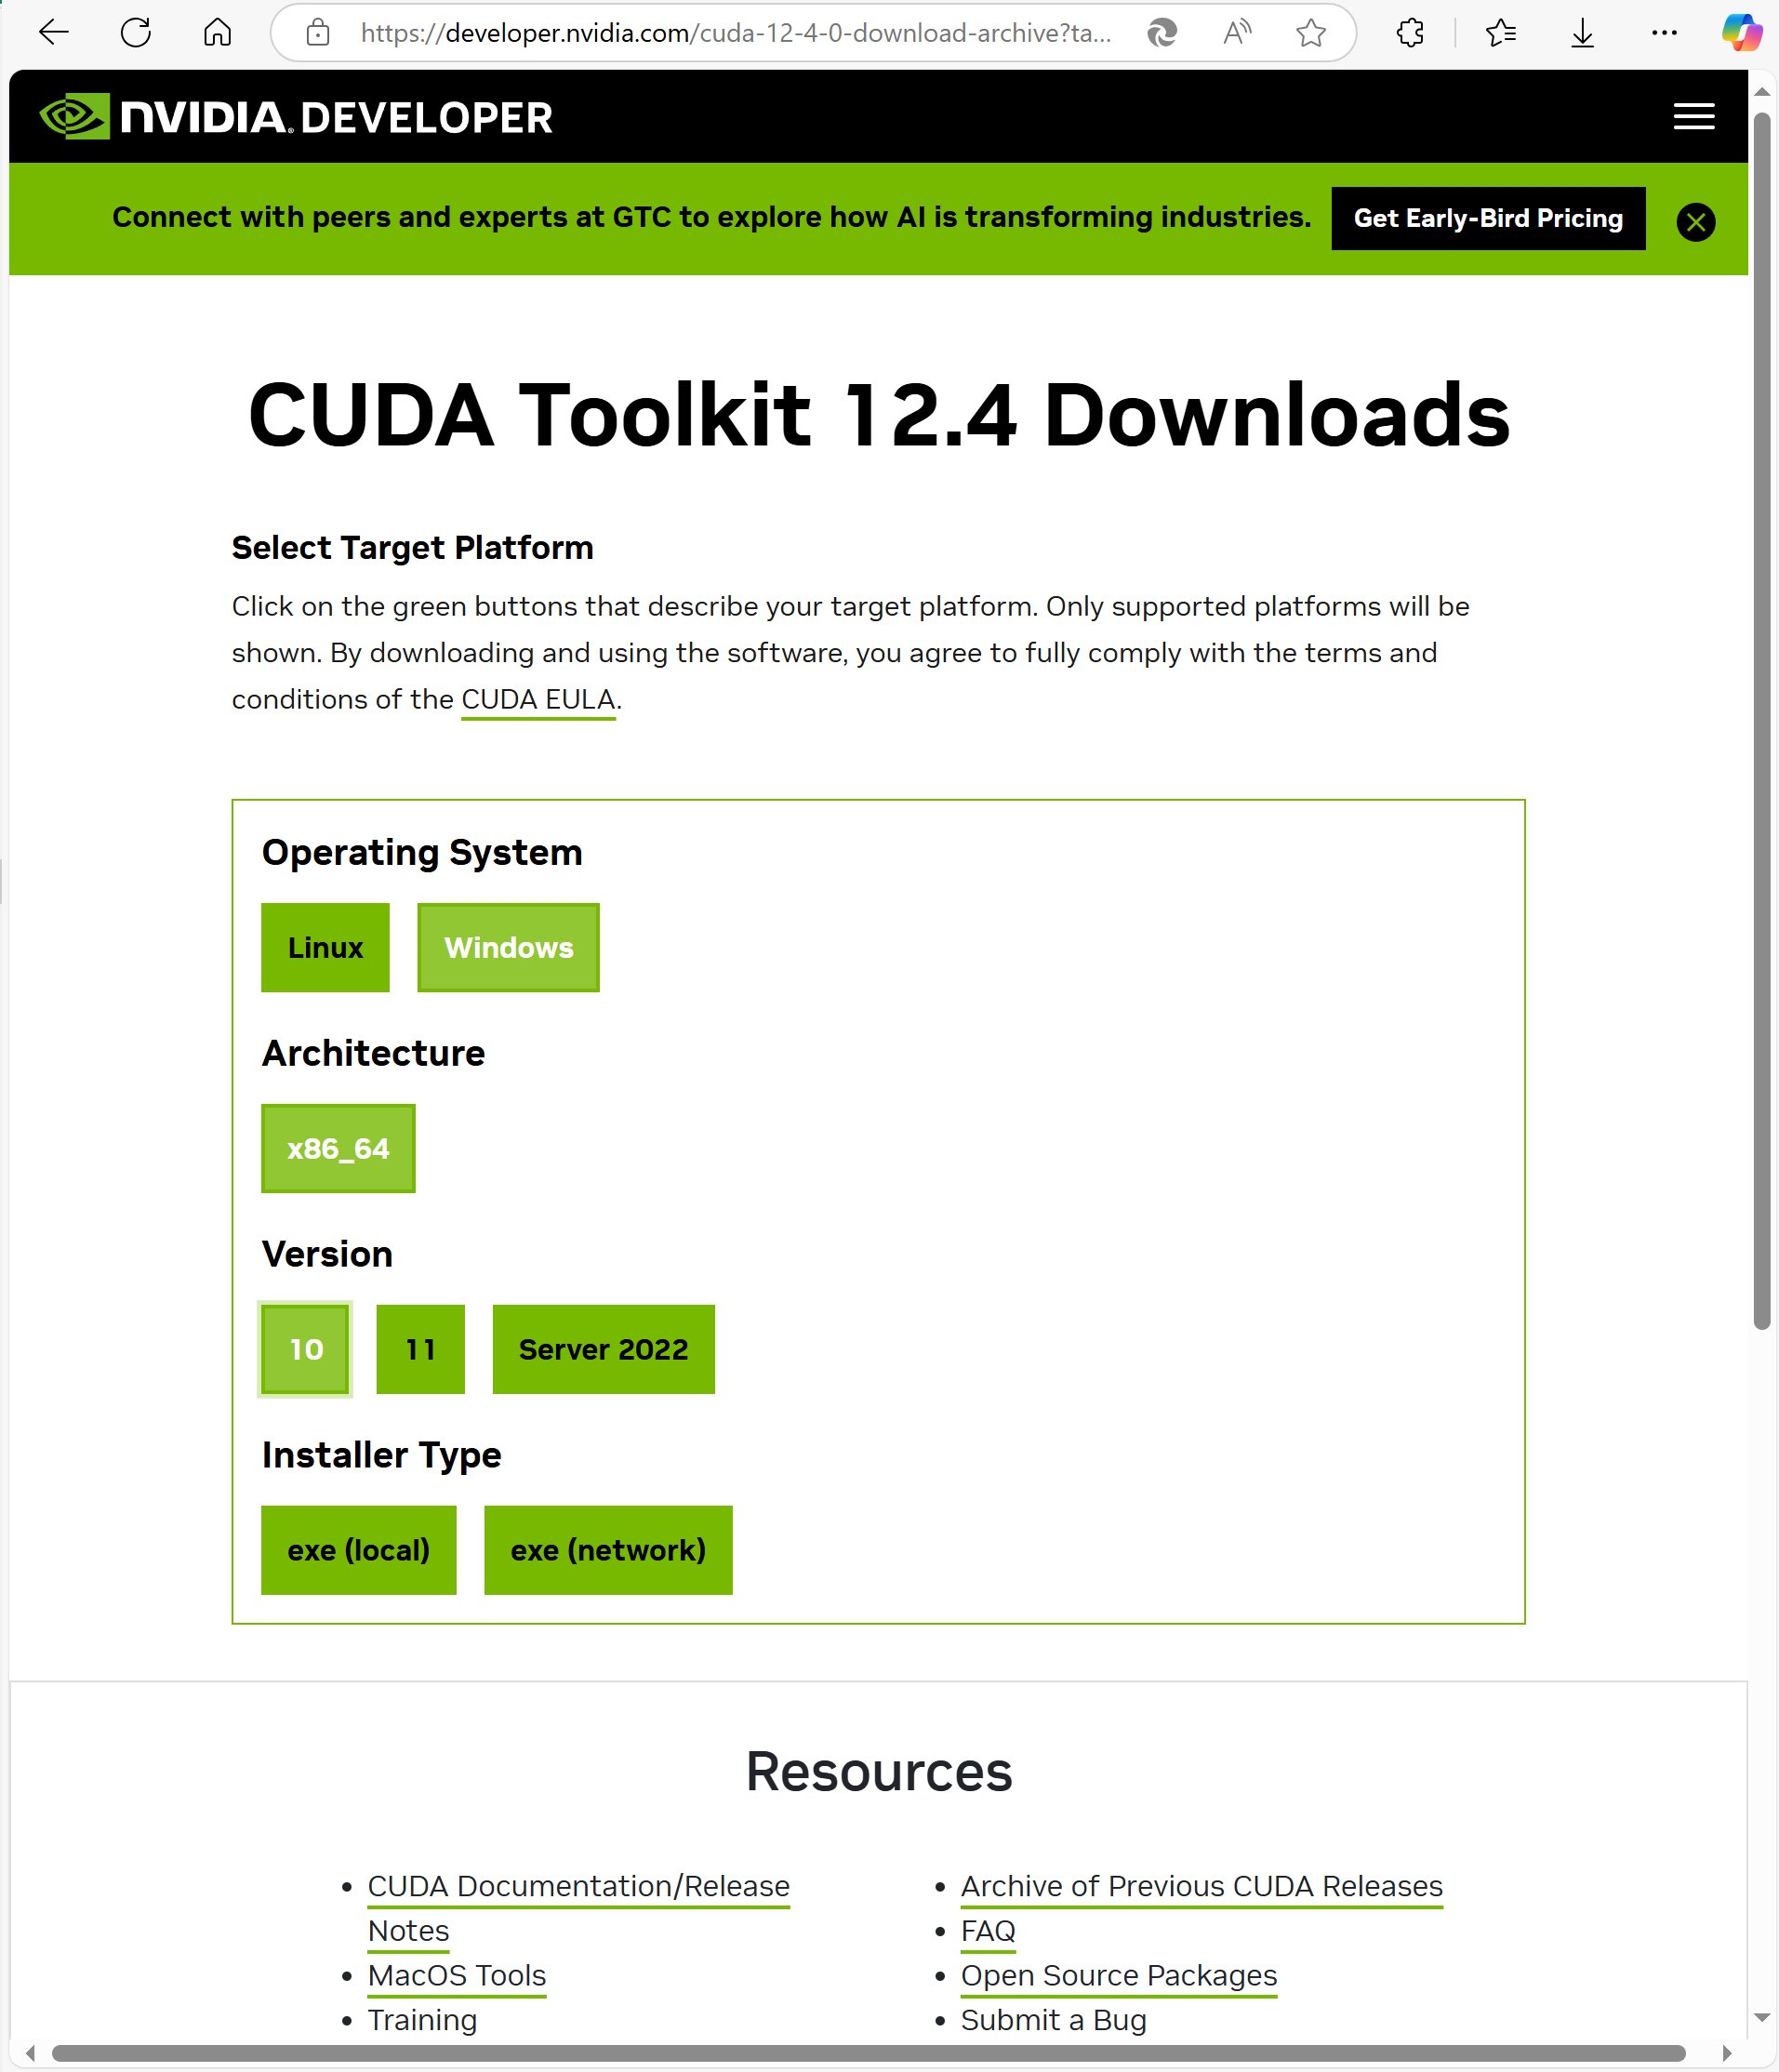 https://developer.nvidia.com/cuda-12-4-0-download-archive?ta...
NVIDIA. DEVELOPER
Connect with peers and experts at GTC to explore how AI is transforming industries. Get Early-Bird Pricing
CUDA Toolkit 12.4 Downloads
Select Target Platform
Click on the green buttons that describe your target platform. Only supported platforms will be
shown. By downloading and using the software, you agree to fully comply with the terms and
conditions of the CUDA EULA.
Operating System
Linux Windows
Architecture
x86_64
Version
10 11 Server 2022
Installer Type
exe (local) exe (network)
Resources
CUDA Documentation/Release
Notes
MacOS Tools
Training
Archive of Previous CUDA Releases
FAQ
Open Source Packages
Submit a Bug